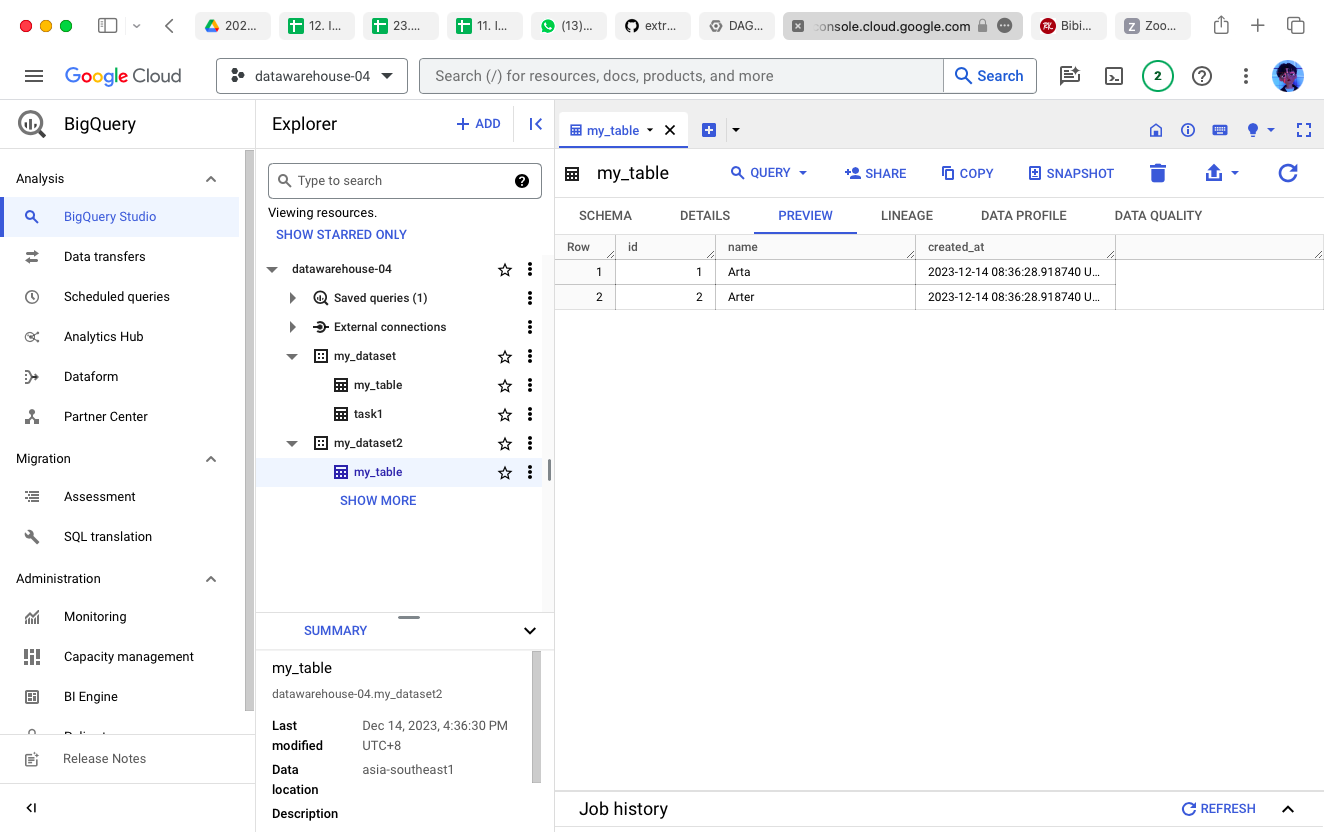 202...
12. I...
23....
11. I...
(13)...
extr...
DAG...
console.cloud.google.com
Bibi...
Zoo...
Google Cloud
datawarehouse-04
Search (/) for resources, docs, products, and more
Search
2
BigQuery
Analysis
BigQuery Studio
Data transfers
Scheduled queries
Analytics Hub
Dataform
Partner Center
Migration
Assessment
SQL translation
Administration
Monitoring
Capacity management
BI Engine
Release Notes
Explorer
ADD
Type to search
Viewing resources.
SHOW STARRED ONLY
datawarehouse-04
Saved queries (1)
External connections
my_dataset
my_table
task1
my_dataset2
my_table
SHOW MORE
SUMMARY
my_table
datawarehouse-04.my_dataset2
Last modified Dec 14, 2023, 4:36:30 PM UTC+8
Data location asia-southeast1
Description
my_table
my_table
QUERY
SHARE
COPY
SNAPSHOT
SCHEMA DETAILS PREVIEW LINEAGE DATA PROFILE DATA QUALITY
Row id name created_at
1 1 Arta 2023-12-14 08:36:28.918740 U...
2 2 Arter 2023-12-14 08:36:28.918740 U...
Job history
REFRESH